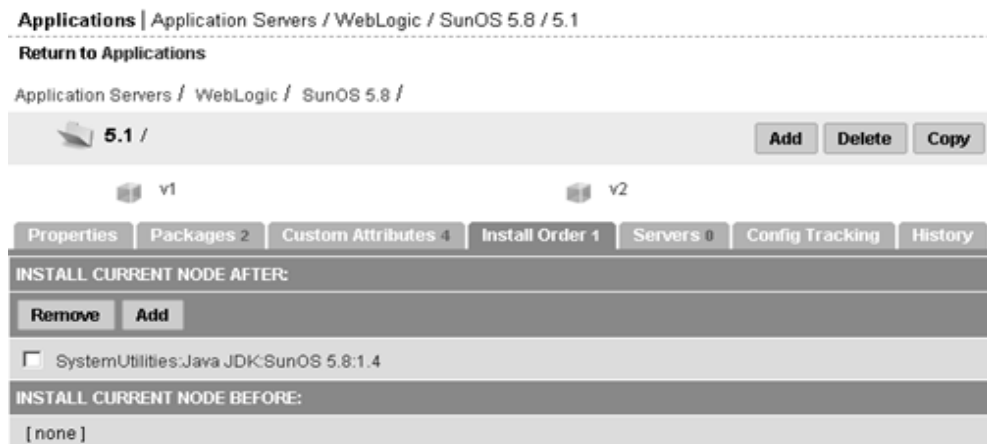 Applications | Application Servers / WebLogic / SunOS 5.8 / 5.1
Return to Applications
Application Servers / WebLogic / SunOS 5.8 /
5.1 /
Add Delete Copy
v1 v2
Properties Packages 2 Custom Attributes 4 Install Order 1 Servers 0 Config Tracking History
INSTALL CURRENT NODE AFTER:
Remove Add
SystemUtilities:Java JDK:SunOS 5.8:1.4
INSTALL CURRENT NODE BEFORE:
[ none ]